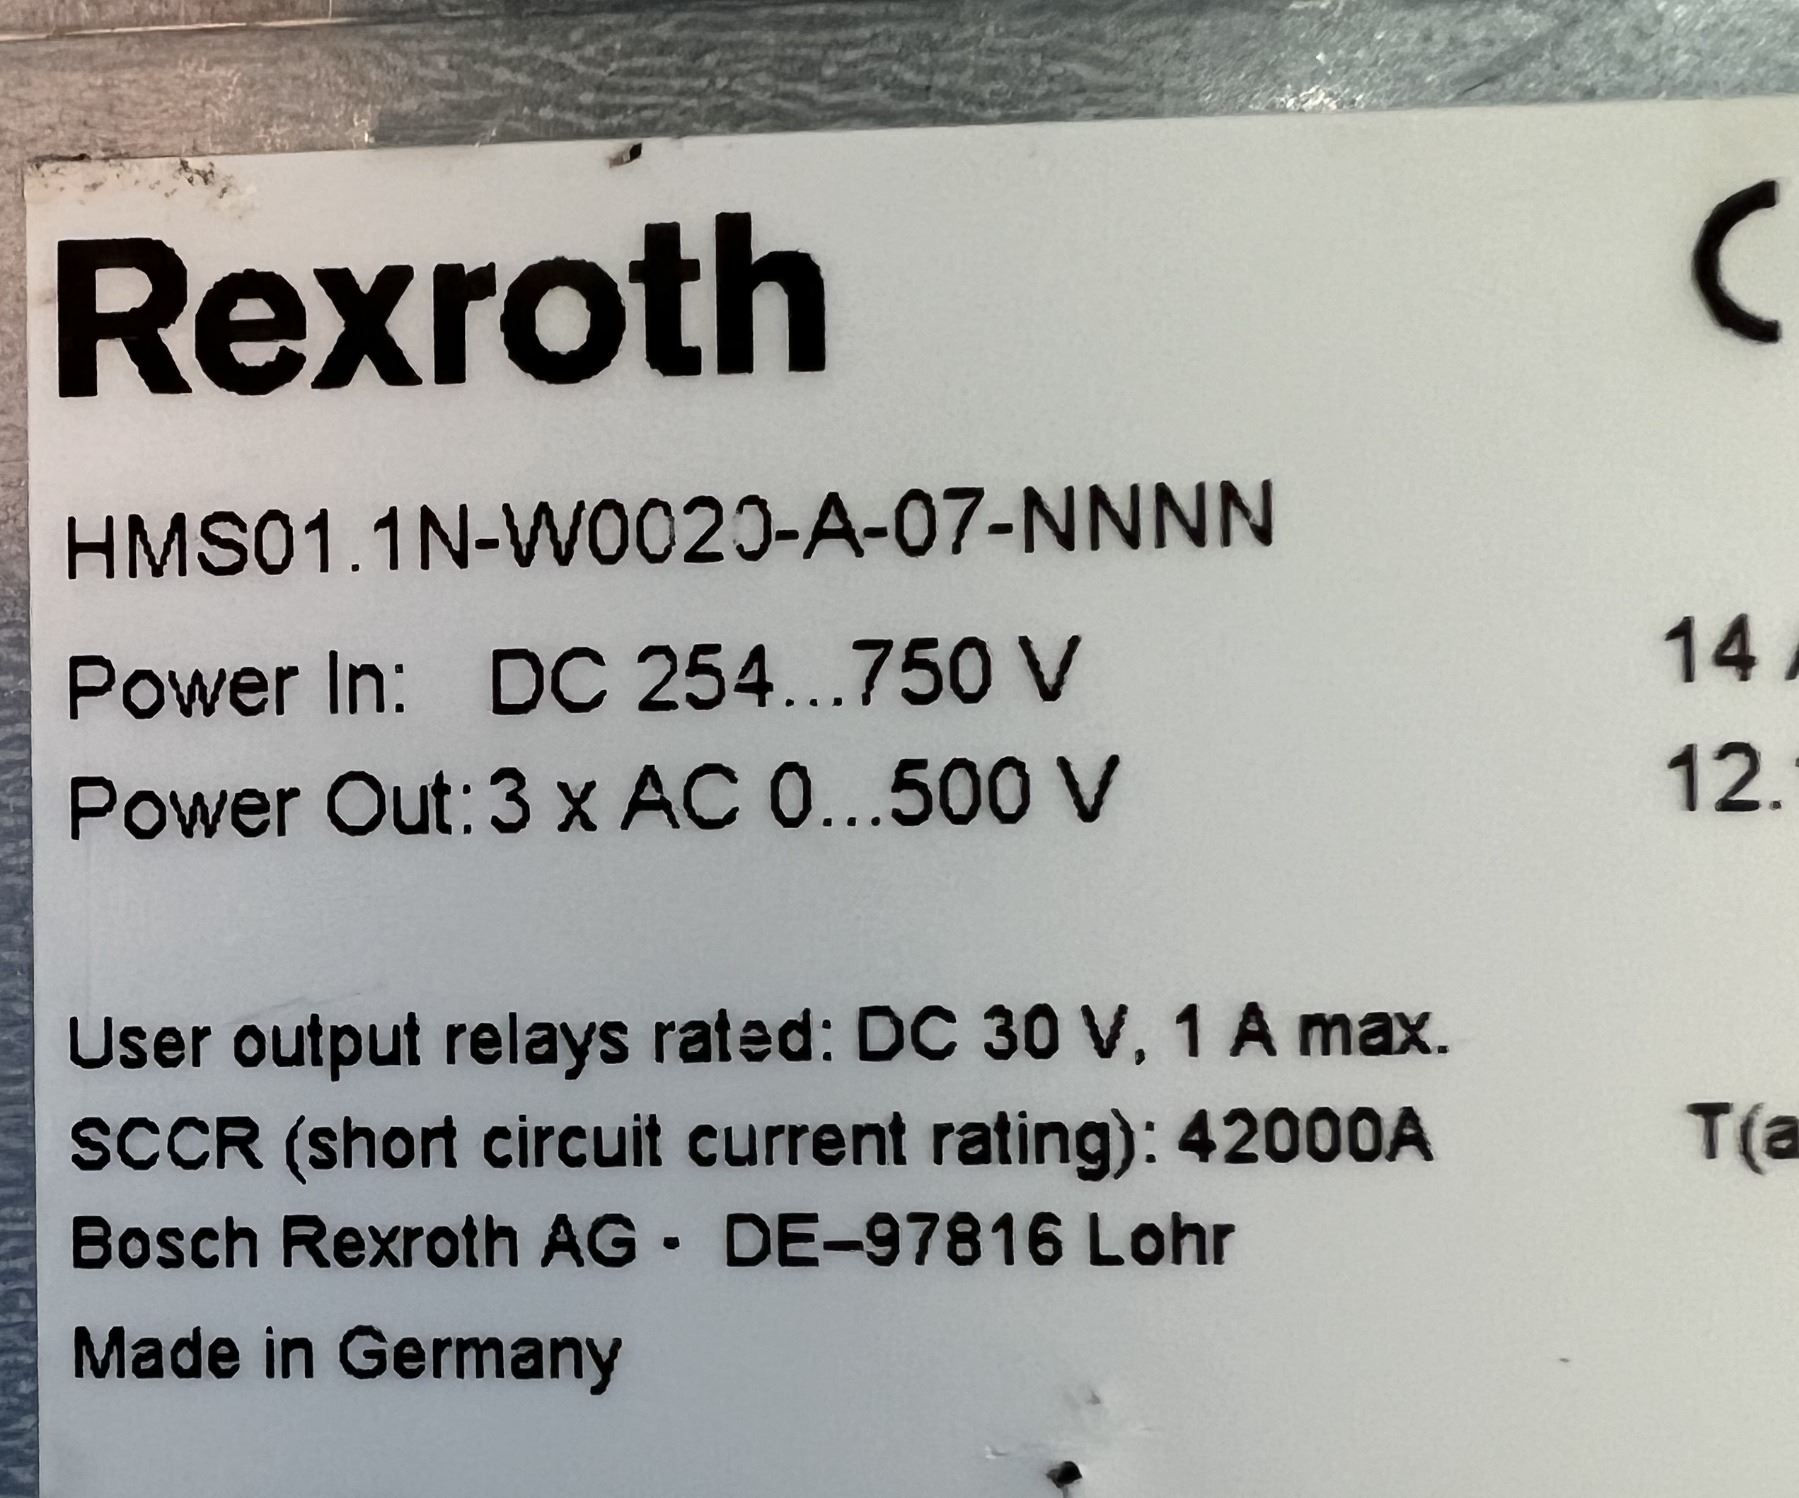 Rexroth
HMS01.1N-W0020-A-07-NNNN
Power In: DC 254...750 V 14
Power Out: 3 x AC 0...500 V 12.
User output relays rated: DC 30 V, 1 A max.
SCCR (short circuit current rating): 42000A T(a
Bosch Rexroth AG · DE–97816 Lohr
Made in Germany